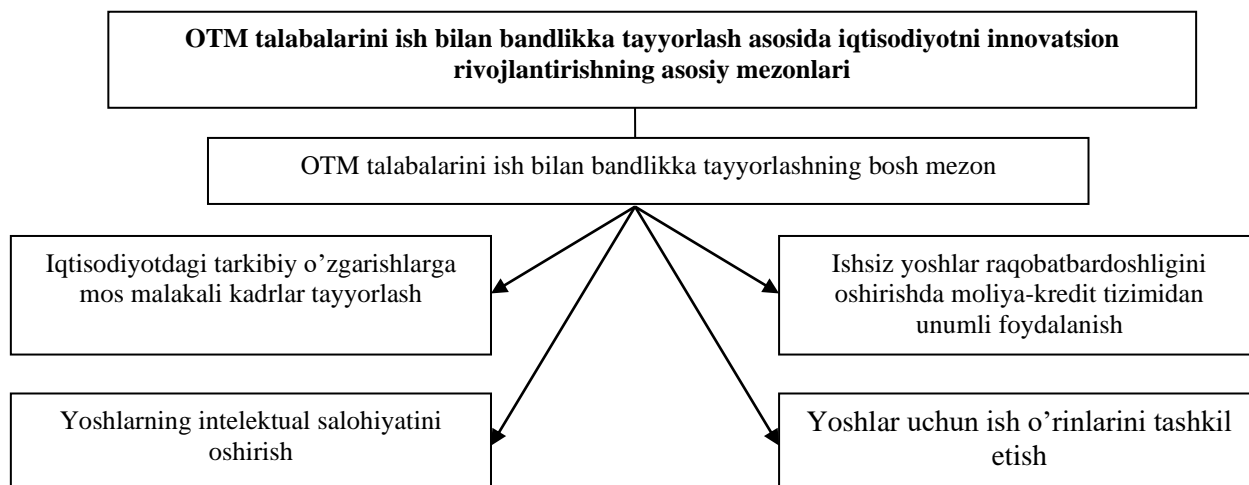 OTM talabalarini ish bilan bandlikka tayyorlash asosida iqtisodiyotni innovatsion
rivojlantirishning asosiy mezonlari
OTM talabalarini ish bilan bandlikka tayyorlashning bosh mezon
Iqtisodiyotdagi tarkibiy o’zgarishlarga
mos malakali kadrlar tayyorlash
Ishsiz yoshlar raqobatbardoshligini
oshirishda moliya-kredit tizimidan
unumli foydalanish
Yoshlarning intelektual salohiyatini
oshirish
Yoshlar uchun ish o’rinlarini tashkil
etish